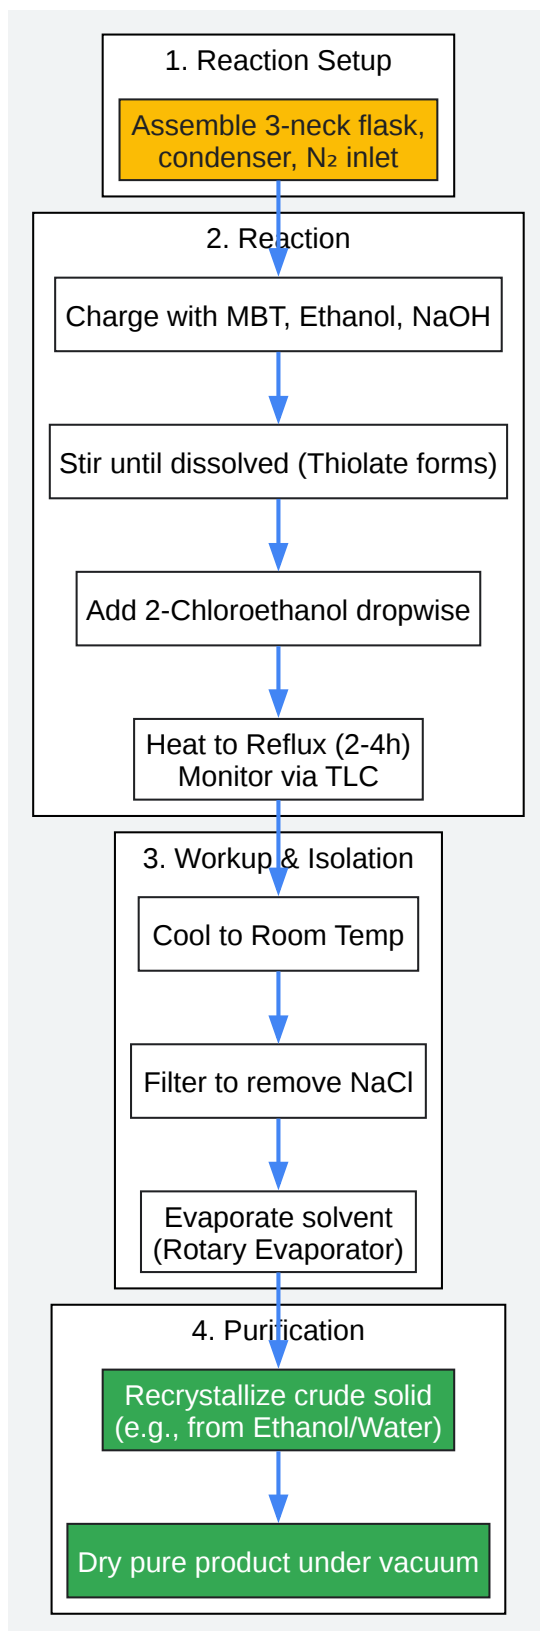 1. Reaction Setup
Assemble 3-neck flask,
condenser, N₂ inlet
2. Reaction
Charge with MBT, Ethanol, NaOH
Stir until dissolved (Thiolate forms)
Add 2-Chloroethanol dropwise
Heat to Reflux (2-4h)
Monitor via TLC
3. Workup & Isolation
Cool to Room Temp
Filter to remove NaCl
Evaporate solvent
(Rotary Evaporator)
4. Purification
Recrystallize crude solid
(e.g., from Ethanol/Water)
Dry pure product under vacuum